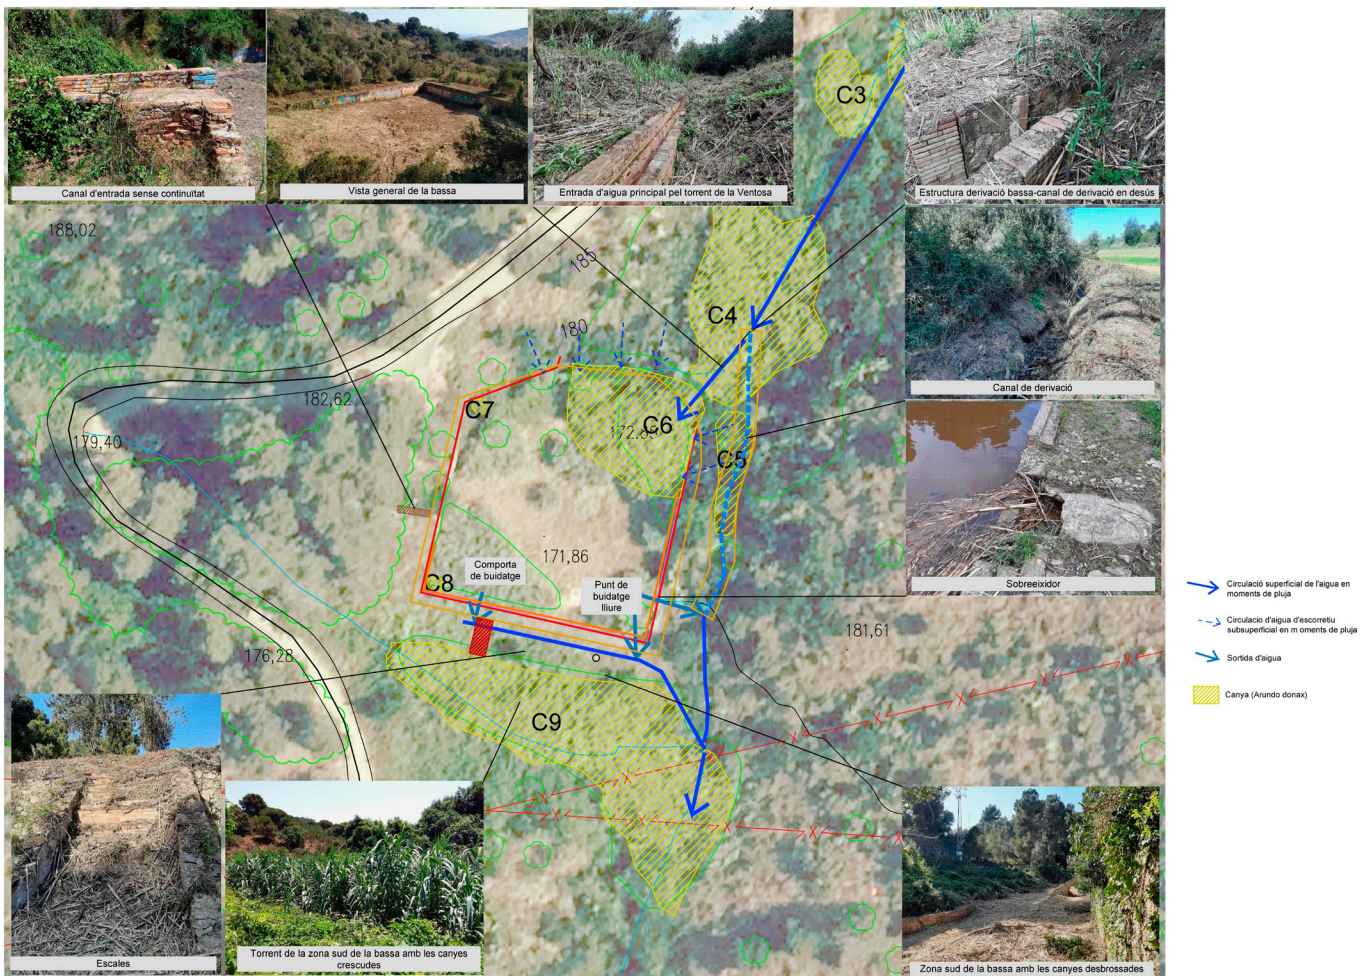 Canal d'entrada sense continuïtat
Vista general de la bassa
Entrada d'aigua principal pel torrent de la Ventosa
Estructura derivació bassa-canal de derivació en desús
C3
188,02
185
C4
180
Canal de derivació
182,62
C7
C6
179,40
C5
171,86
Comporta
de buidatge
C8
Punt de
buidatge
lliure
Sobreeixidor
Circulació superficial de l'aigua en
moments de pluja
Circulacio d'aigua d'escorretiu
subsuperficial en m oments de pluja
Sortida d'aigua
Canya (Arundo donax)
181,61
176,28
C9
Escales
Torrent de la zona sud de la bassa amb les canyes
crescudes
Zona sud de la bassa amb les canyes desbrossades